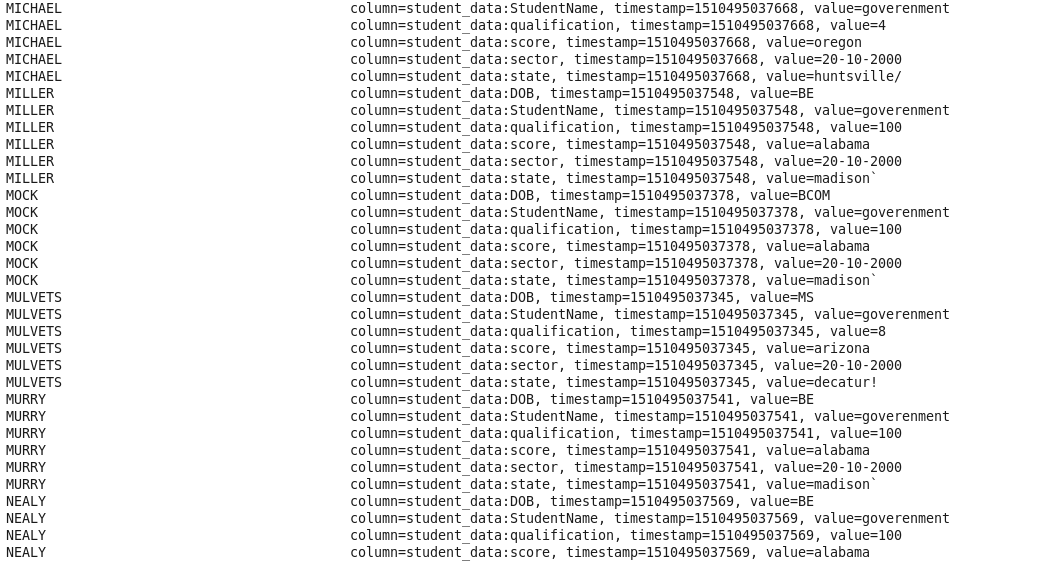 MICHAEL column=student_data:StudentName, timestamp=1510495037668, value=goverenment
MICHAEL column=student_data:qualification, timestamp=1510495037668, value=4
MICHAEL column=student_data:score, timestamp=1510495037668, value=oregon
MICHAEL column=student_data:sector, timestamp=1510495037668, value=20-10-2000
MICHAEL column=student_data:state, timestamp=1510495037668, value=huntsville/
MILLER column=student_data:DOB, timestamp=1510495037548, value=BE
MILLER column=student_data:StudentName, timestamp=1510495037548, value=goverenment
MILLER column=student_data:qualification, timestamp=1510495037548, value=100
MILLER column=student_data:score, timestamp=1510495037548, value=alabama
MILLER column=student_data:sector, timestamp=1510495037548, value=20-10-2000
MILLER column=student_data:state, timestamp=1510495037548, value=madison`
MOCK column=student_data:DOB, timestamp=1510495037378, value=BCOM
MOCK column=student_data:StudentName, timestamp=1510495037378, value=goverenment
MOCK column=student_data:qualification, timestamp=1510495037378, value=100
MOCK column=student_data:score, timestamp=1510495037378, value=alabama
MOCK column=student_data:sector, timestamp=1510495037378, value=20-10-2000
MOCK column=student_data:state, timestamp=1510495037378, value=madison`
MULVETS column=student_data:DOB, timestamp=1510495037345, value=MS
MULVETS column=student_data:StudentName, timestamp=1510495037345, value=goverenment
MULVETS column=student_data:qualification, timestamp=1510495037345, value=8
MULVETS column=student_data:score, timestamp=1510495037345, value=arizona
MULVETS column=student_data:sector, timestamp=1510495037345, value=20-10-2000
MULVETS column=student_data:state, timestamp=1510495037345, value=decatur!
MURRY column=student_data:DOB, timestamp=1510495037541, value=BE
MURRY column=student_data:StudentName, timestamp=1510495037541, value=goverenment
MURRY column=student_data:qualification, timestamp=1510495037541, value=100
MURRY column=student_data:score, timestamp=1510495037541, value=alabama
MURRY column=student_data:sector, timestamp=1510495037541, value=20-10-2000
MURRY column=student_data:state, timestamp=1510495037541, value=madison`
NEALY column=student_data:DOB, timestamp=1510495037569, value=BE
NEALY column=student_data:StudentName, timestamp=1510495037569, value=goverenment
NEALY column=student_data:qualification, timestamp=1510495037569, value=100
NEALY column=student_data:score, timestamp=1510495037569, value=alabama